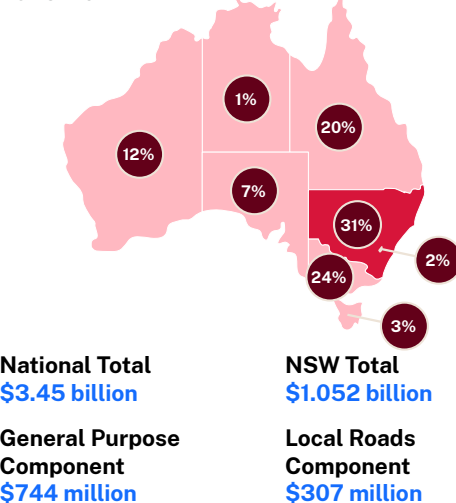 1%
20%
12%
7%
31%
2%
24%
3%
National Total
$3.45 billion
NSW Total
$1.052 billion
General Purpose
Component
$744 million
Local Roads
Component
$307 million